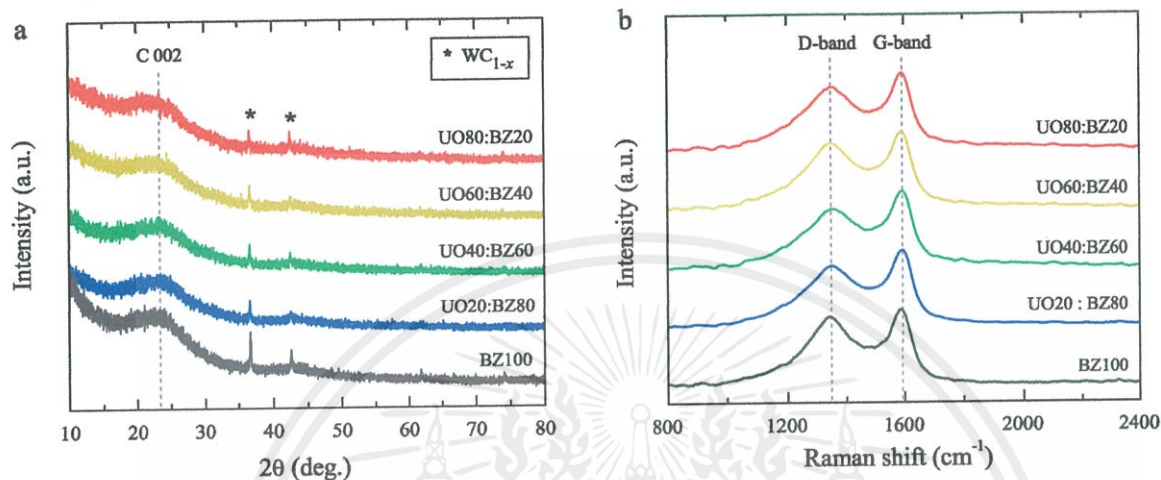 a
C 002
* WC1-x
* *
UO80:BZ20
UO60:BZ40
UO40:BZ60
UO20:BZ80
BZ100
Intensity (a.u.)
10 20 30 40 50 60 70 80
2θ (deg.)
b
D-band G-band
UO80:BZ20
UO60:BZ40
UO40:BZ60
UO20 : BZ80
BZ100
Intensity (a.u.)
800 1200 1600 2000 2400
Raman shift (cm-1)